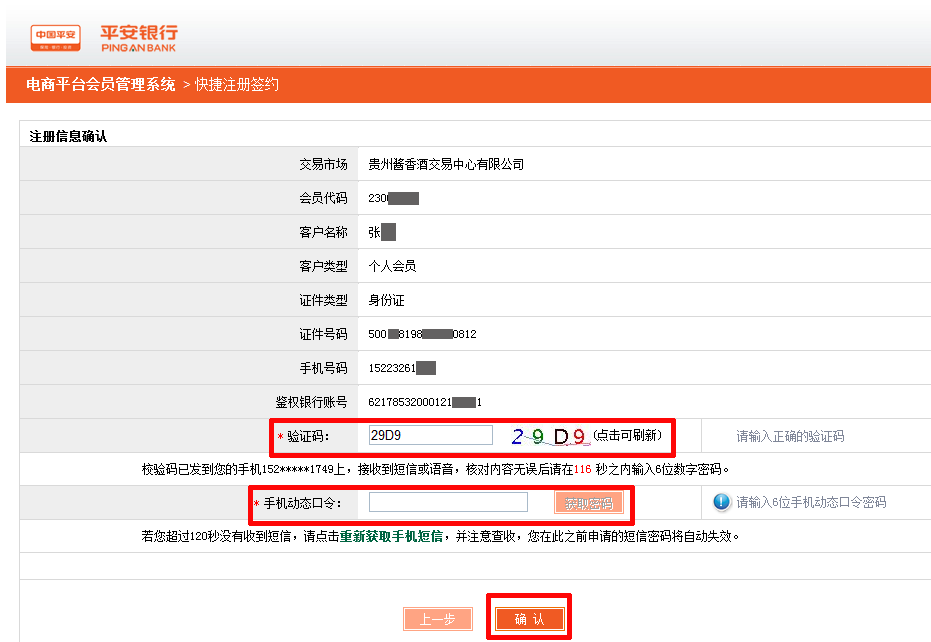 中国平安
平安银行
PINGAN BANK
电商平台会员管理系统 > 快捷注册签约
注册信息确认
交易市场 贵州酱香酒交易中心有限公司
会员代码 230
客户名称 张
客户类型 个人会员
证件类型 身份证
证件号码 500 8198 0812
手机号码 15223261
鉴权银行账号 62178532000121 1
* 验证码： 29D9 29D9 (点击可刷新) 请输入正确的验证码
校验码已发到您的手机152*****1749上，接收到短信或语音，核对内容无误后请在116 秒之内输入6位数字密码。
* 手机动态口令： 获取密码 请输入6位手机动态口令密码
若您超过120秒没有收到短信，请点击重新获取手机短信，并注意查收，您在此之前申请的短信密码将自动失效。
上一步 确 认